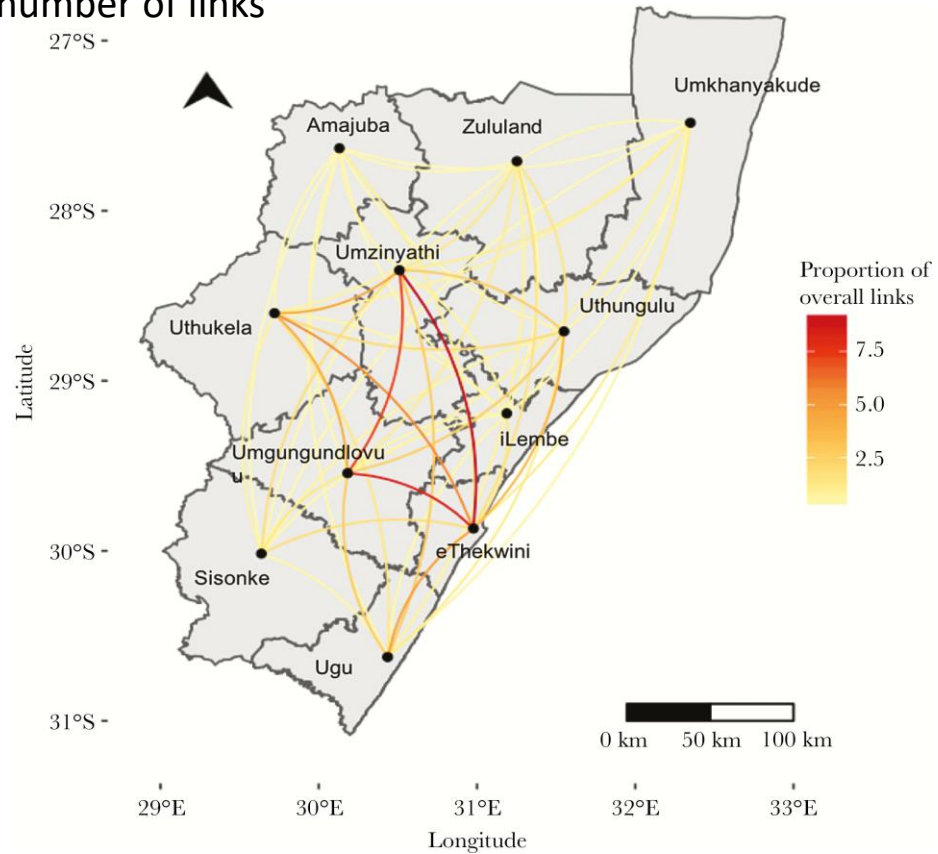 number of links
27°S
Umkhanyakude
Amajuba
Zululand
28°S
Umzinyathi
Proportion of
overall links
Uthungulu
Uthukela
7.5
29°S
Latitude
5.0
iLembe
Umgungundlovu
2.5
u
30°S
eThekwini
Sisonke
Ugu
31°S
0 km
50 km
100 km
29°E
30°E
31°E
32°E
33°E
Longitude